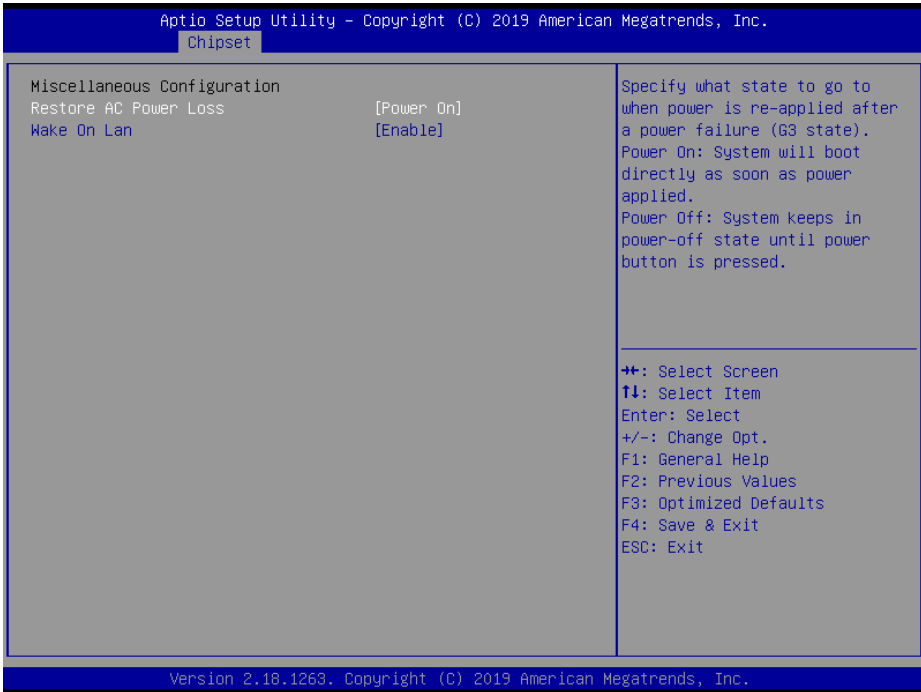 Aptio Setup Utility – Copyright (C) 2019 American Megatrends, Inc.
Chipset
Miscellaneous Configuration
Restore AC Power Loss [Power On]
Wake On Lan [Enable]
Specify what state to go to
when power is re-applied after
a power failure (G3 state).
Power On: System will boot
directly as soon as power
applied.
Power Off: System keeps in
power-off state until power
button is pressed.
→←: Select Screen
↑↓: Select Item
Enter: Select
+/-: Change Opt.
F1: General Help
F2: Previous Values
F3: Optimized Defaults
F4: Save & Exit
ESC: Exit
Version 2.18.1263. Copyright (C) 2019 American Megatrends, Inc.